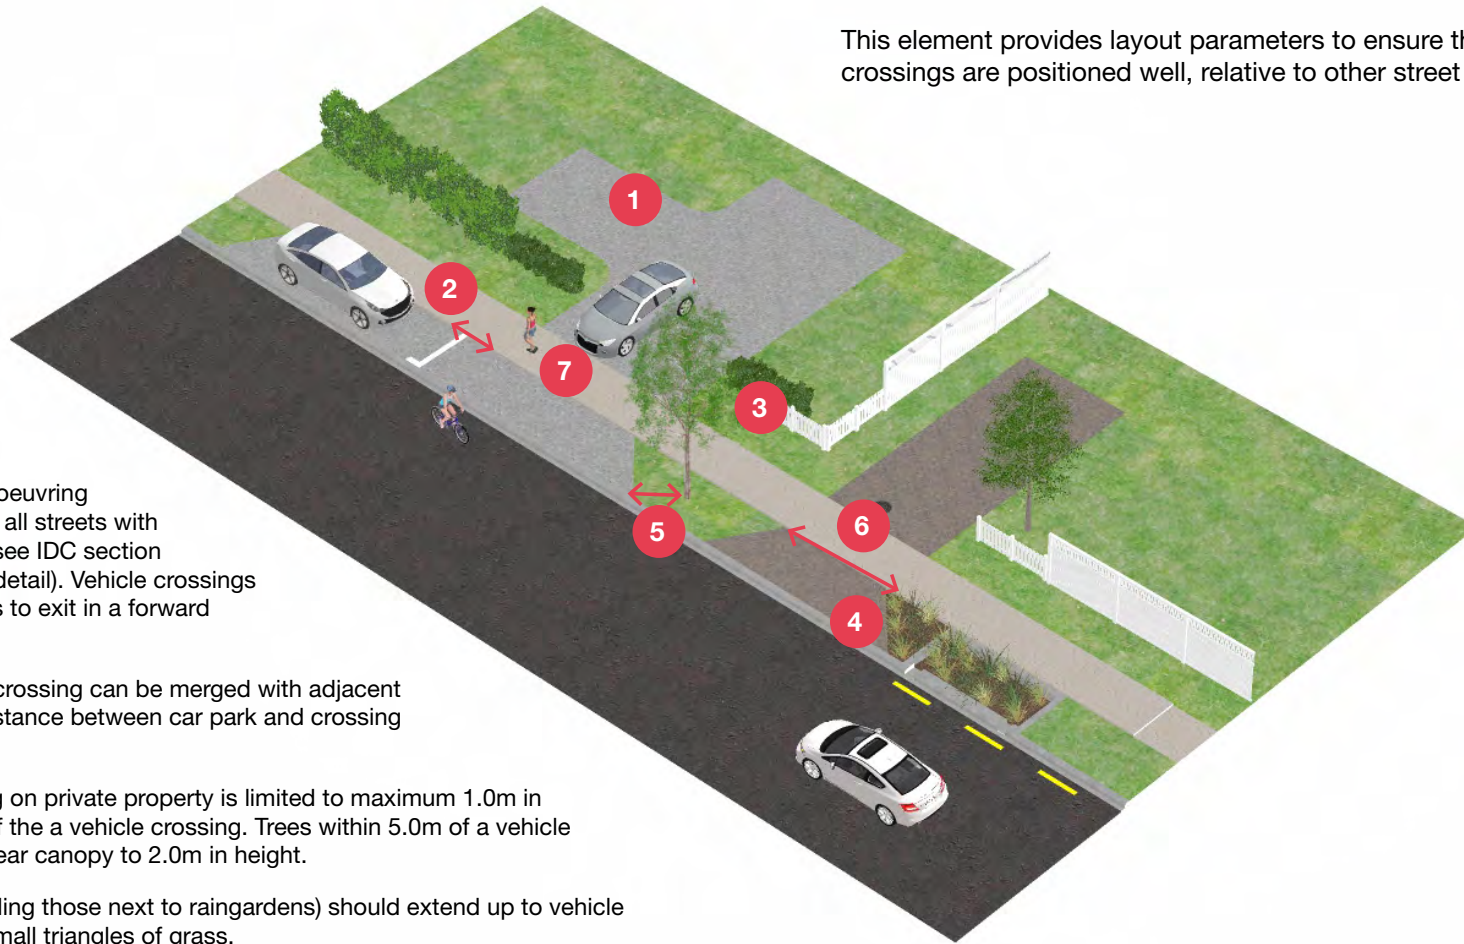 This element provides layout parameters to ensure th
crossings are positioned well, relative to other street
1
2
7
3
5
6
4
oeuvring
all streets with
see IDC section
detail). Vehicle crossings
s to exit in a forward
crossing can be merged with adjacent
stance between car park and crossing
g on private property is limited to maximum 1.0m in
f the a vehicle crossing. Trees within 5.0m of a vehicle
ear canopy to 2.0m in height.
ding those next to raingardens) should extend up to vehicle
mall triangles of grass.